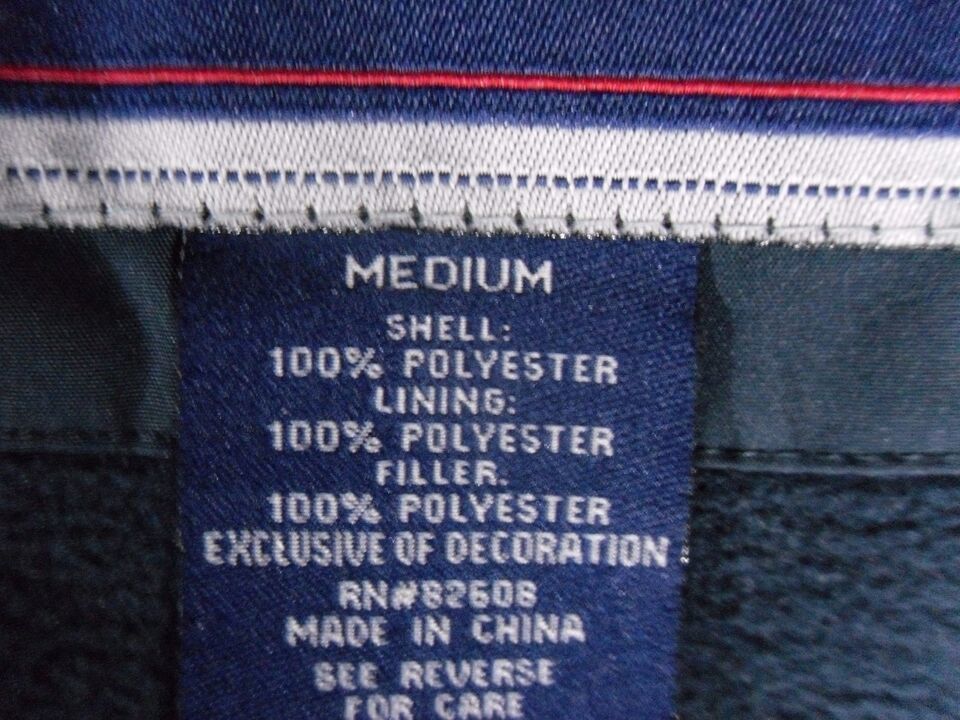 MEDIUM
SHELL:
100% POLYESTER
LINING:
100% POLYESTER
FILLER:
100% POLYESTER
EXCLUSIVE OF DECORATION
RN#82608
MADE IN CHINA
SEE REVERSE
FOR CARE